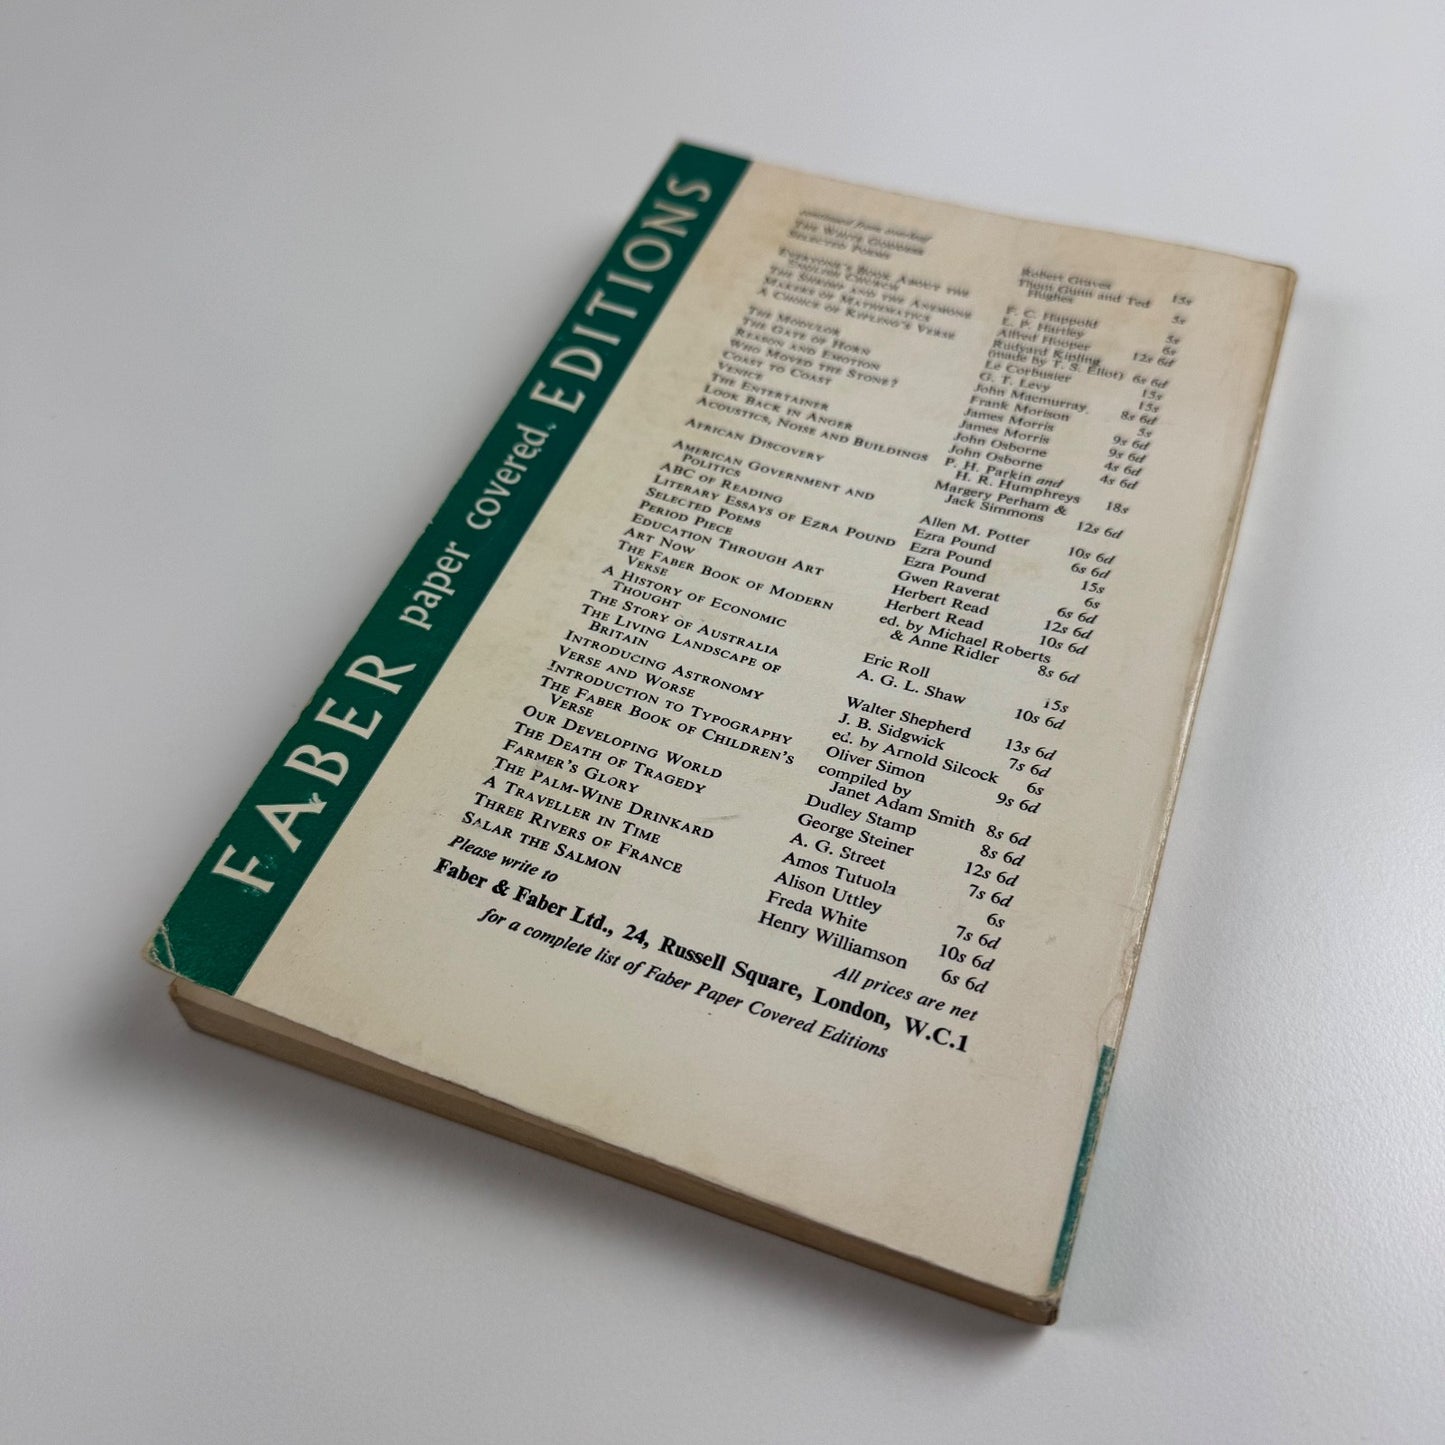 FABER paper covered EDITIONS
continued from overleaf
THE WHITE GODDESS Robert Graves 15s
SELECTED POEMS Thom Gunn and Ted
Hughes 5s
EVERYONE'S BOOK ABOUT THE
ENGLISH CHURCH F. C. Happold 5s
THE SHRIMP AND THE ANEMONE L. P. Hartley 6s
MAKERS OF MATHEMATICS Alfred Hooper 12s 6d
A CHOICE OF KIPLING'S VERSE Rudyard Kipling
(made by T. S. Eliot) 6s 6d
THE MODULOR Le Corbusier 15s
THE GATE OF HORN G. T. Levy 15s
REASON AND EMOTION John Macmurray 8s 6d
WHO MOVED THE STONE? Frank Morison 5s
COAST TO COAST James Morris 9s 6d
VENICE James Morris 9s 6d
THE ENTERTAINER John Osborne 4s 6d
LOOK BACK IN ANGER John Osborne 4s 6d
ACOUSTICS, NOISE AND BUILDINGS P. H. Parkin and
H. R. Humphreys 18s
AFRICAN DISCOVERY Margery Perham &
Jack Simmons 12s 6d
AMERICAN GOVERNMENT AND
POLITICS Allen M. Potter 10s 6d
ABC OF READING Ezra Pound 6s 6d
LITERARY ESSAYS OF EZRA POUND Ezra Pound 15s
SELECTED POEMS Ezra Pound 6s
PERIOD PIECE Gwen Raverat 6s 6d
EDUCATION THROUGH ART Herbert Read 12s 6d
ART NOW Herbert Read 10s 6d
THE FABER BOOK OF MODERN
VERSE ed. by Michael Roberts
& Anne Ridler 8s 6d
A HISTORY OF ECONOMIC
THOUGHT Eric Roll 15s
THE STORY OF AUSTRALIA A. G. L. Shaw 10s 6d
THE LIVING LANDSCAPE OF
BRITAIN Walter Shepherd 13s 6d
INTRODUCING ASTRONOMY J. B. Sidgwick 7s 6d
VERSE AND WORSE ed. by Arnold Silcock 6s
INTRODUCTION TO TYPOGRAPHY Oliver Simon 9s 6d
THE FABER BOOK OF CHILDREN'S
VERSE compiled by
Janet Adam Smith 8s 6d
OUR DEVELOPING WORLD Dudley Stamp 8s 6d
THE DEATH OF TRAGEDY George Steiner 12s 6d
FARMER'S GLORY A. G. Street 7s 6d
THE PALM-WINE DRINKARD Amos Tutuola 6s
A TRAVELLER IN TIME Alison Uttley 7s 6d
THREE RIVERS OF FRANCE Freda White 10s 6d
SALAR THE SALMON Henry Williamson 6s 6d
All prices are net
Please write to
Faber & Faber Ltd., 24, Russell Square, London, W.C.1
for a complete list of Faber Paper Covered Editions